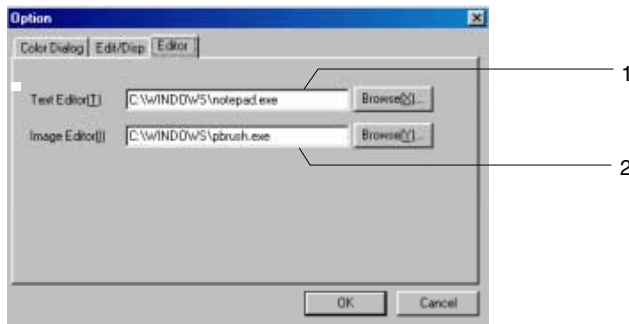 Option
Color Dialog Edit/Disp Editor
Text Editor(T) C:\WINDOWS\notepad.exe Browse(X)... 1
Image Editor(I) C:\WINDOWS\pbrush.exe Browse(Y)...
2
OK Cancel